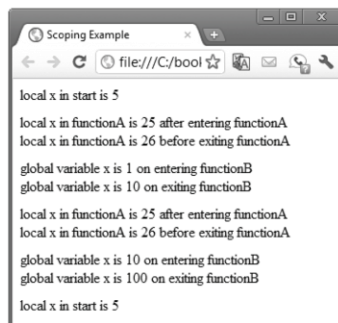 Scoping Example
file:///C:/bool
local x in start is 5
local x in functionA is 25 after entering functionA
local x in functionA is 26 before exiting functionA
global variable x is 1 on entering functionB
global variable x is 10 on exiting functionB
local x in functionA is 25 after entering functionA
local x in functionA is 26 before exiting functionA
global variable x is 10 on entering functionB
global variable x is 100 on exiting functionB
local x in start is 5